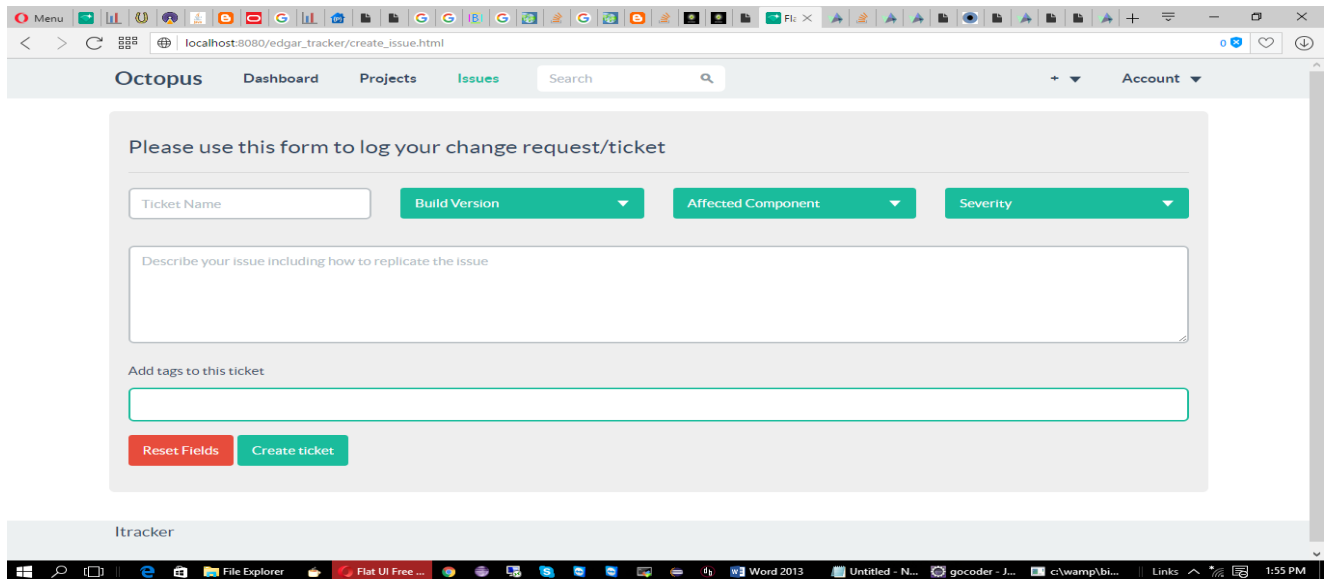 Menu Fla
localhost:8080/edgar_tracker/create_issue.html 0
Octopus Dashboard Projects Issues Search + Account
Please use this form to log your change request/ticket
Ticket Name Build Version Affected Component Severity
Describe your issue including how to replicate the issue
Add tags to this ticket
Reset Fields Create ticket
Itracker
File Explorer Flat UI Free ... Word 2013 Untitled - N... gocoder - J... c:\wamp\bi... Links 1:55 PM